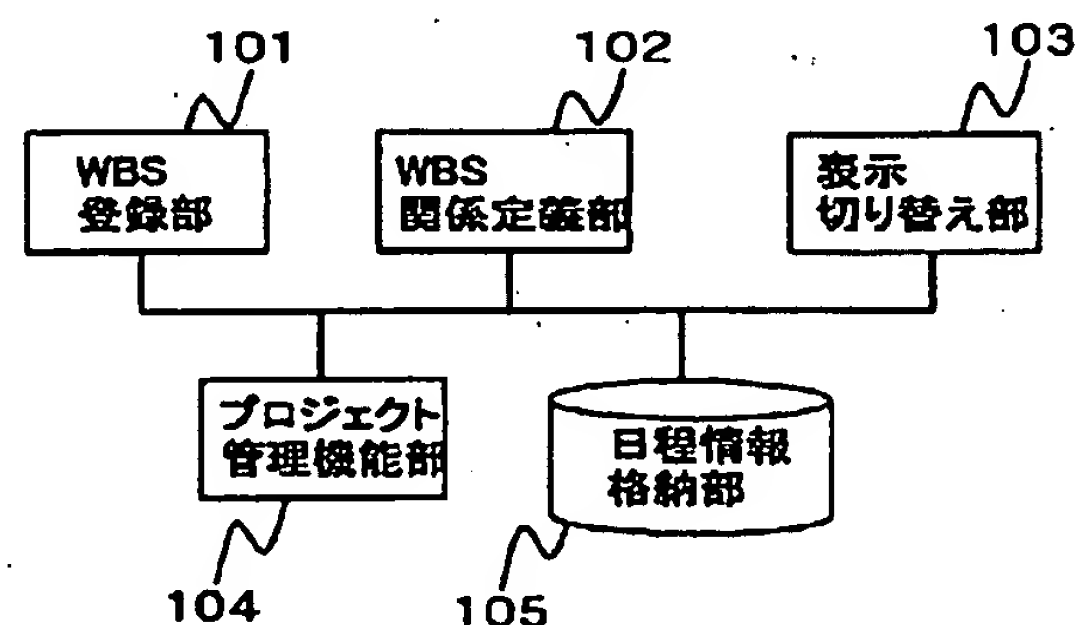 101
102
103
WBS
登録部
WBS
関係定義部
表示
切り替え部
プロジェクト
管理機能部
日程情報
格納部
104
105